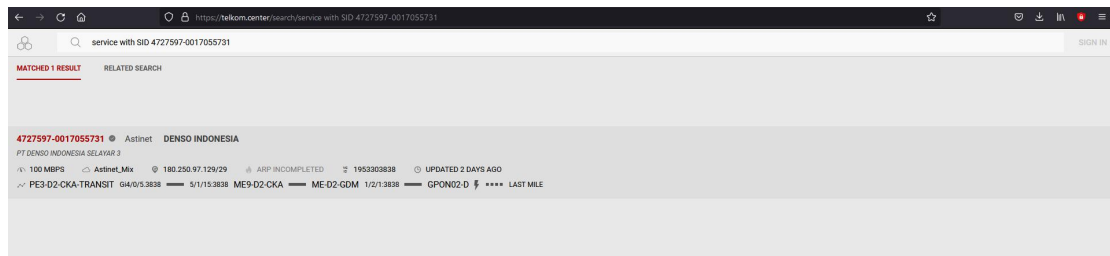 https://telkom.center/search/service with SID 4727597-0017055731
service with SID 4727597-0017055731
SIGN IN
MATCHED 1 RESULT RELATED SEARCH
4727597-0017055731 Astinet DENSO INDONESIA
PT DENSO INDONESIA SELAYAR 3
100 MBPS Astinet_Mix 180.250.97.129/29 ARP INCOMPLETED 1953303838 UPDATED 2 DAYS AGO
PE3-D2-CKA-TRANSIT Gi4/0/5.3838 5/1/15:3838 ME9-D2-CKA ME-D2-GDM 1/2/1:3838 GPON02-D LAST MILE